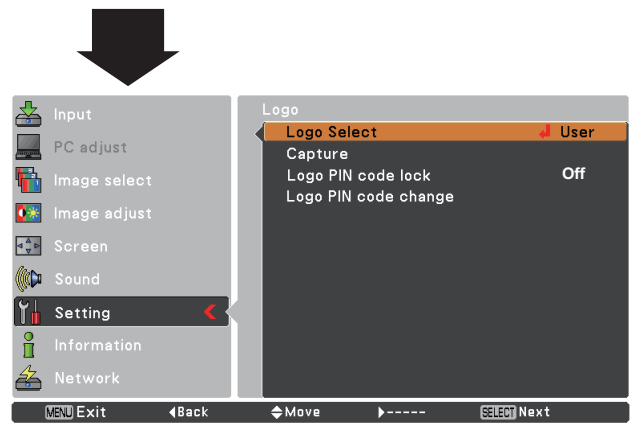 Input
PC adjust
Image select
Image adjust
Screen
Sound
Setting
Information
Network
Logo
Logo Select User
Capture
Logo PIN code lock Off
Logo PIN code change
MENU Exit Back Move ----- SELECT Next